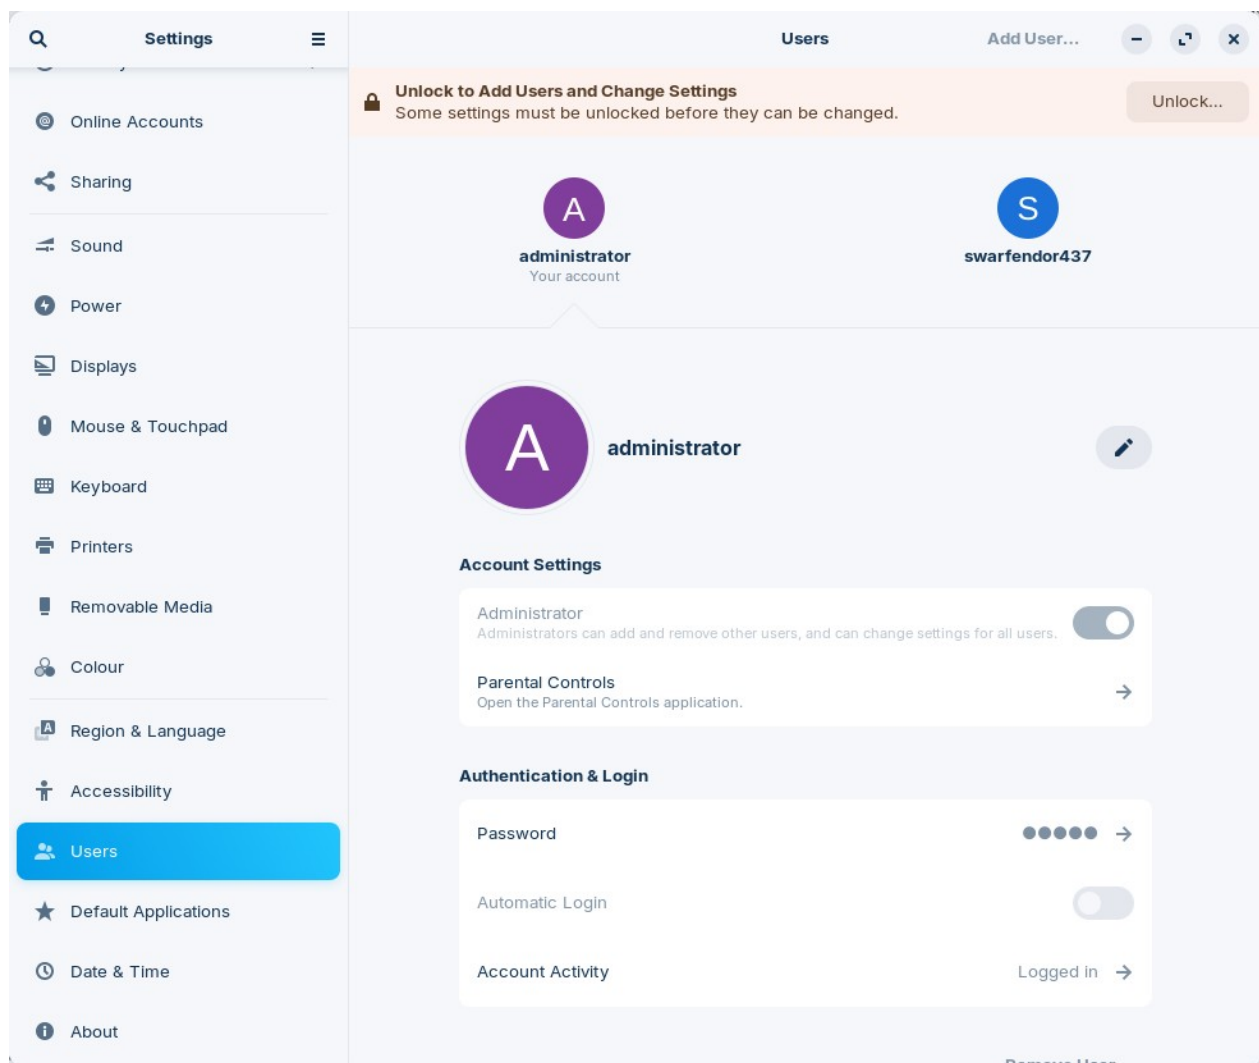 Settings
Users
Add User...
Unlock to Add Users and Change Settings
Some settings must be unlocked before they can be changed.
Unlock...
Online Accounts
Sharing
Sound
Power
Displays
Mouse & Touchpad
Keyboard
Printers
Removable Media
Colour
Region & Language
Accessibility
Users
Default Applications
Date & Time
About
A
administrator
Your account
S
swarfendor437
A
administrator
Account Settings
Administrator
Administrators can add and remove other users, and can change settings for all users.
Parental Controls
Open the Parental Controls application.
Authentication & Login
Password
Automatic Login
Account Activity
Logged in